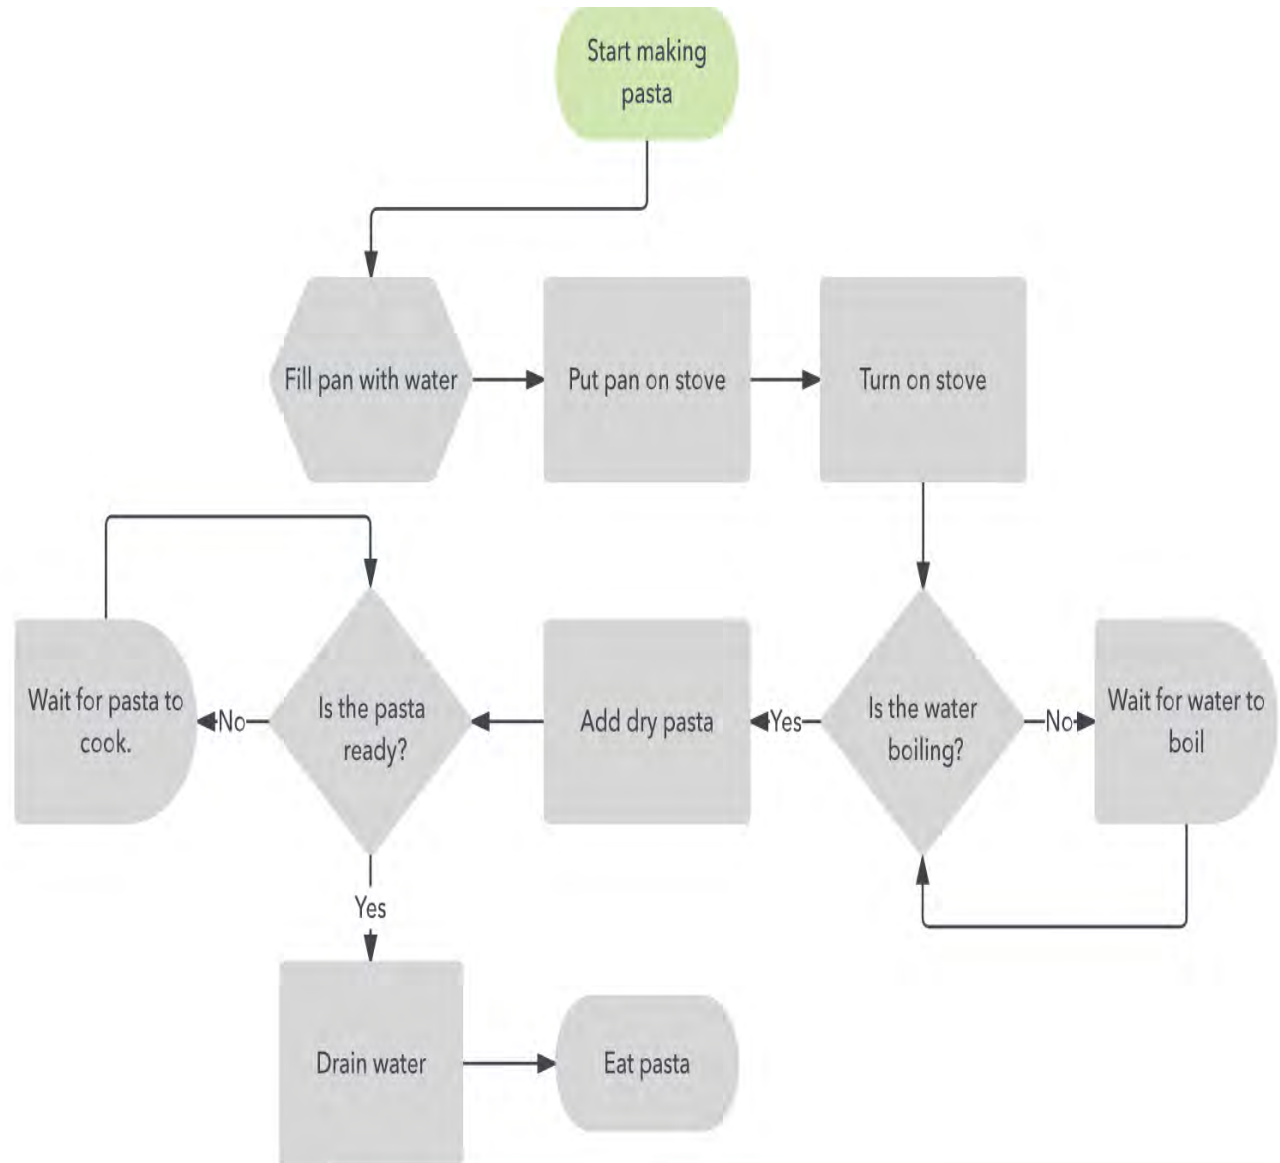 Start making
pasta
Fill pan with water
Put pan on stove
Turn on stove
Is the water
boiling?
No
Wait for water to
boil
Yes
Add dry pasta
Is the pasta
ready?
No
Wait for pasta to
cook.
Yes
Drain water
Eat pasta